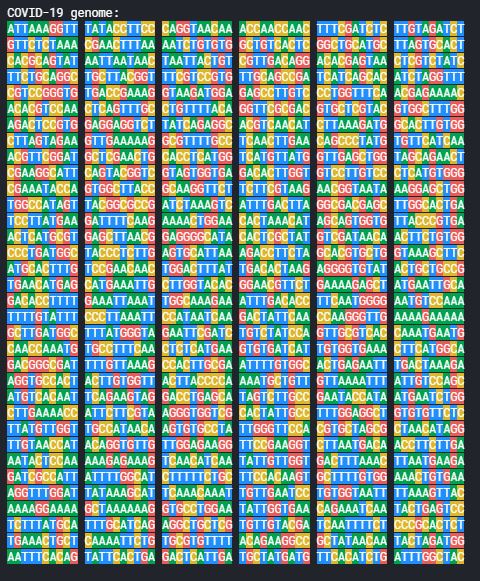 COVID-19 genome:
ATTAAAGGTT TATACCTTCC CAGGTAACAA ACCAACCAAC TTTCGATCTC TTGTAGATCT
GTTCTCTAAA CGAACTTTAA AATCTGTGTG GCTGTCACTC GGCTGCATGC TTAGTGCACT
CACGCAGTAT AATTAATAAC TAATTACTGT CGTTGACAGG ACACGAGTAA CTCGTCTATC
TTCTGCAGGC TGCTTACGGT TTCGTCCGTG TTGCAGCCGA TCATCAGCAC ATCTAGGTTT
CGTCCGGGTG TGACCGAAAG GTAAGATGGA GAGCCTTGTC CCTGGTTTCA ACGAGAAAAC
ACACGTCCAA CTCAGTTTGC CTGTTTTACA GGTTCGCGAC GTGCTCGTAC GTGGCTTTGG
AGACTCCGTG GAGGAGGTCT TATCAGAGGC ACGTCAACAT CTTAAAGATG GCACTTGTGG
CTTAGTAGAA GTTGAAAAAG GCGTTTTGCC TCAACTTGAA CAGCCCTATG TGTTCATCAA
ACGTTCGGAT GCTCGAACTG CACCTCATGG TCATGTTATG GTTGAGCTGG TAGCAGAACT
CGAAGGCATT CAGTACGGTC GTAGTGGTGA GACACTTGGT GTCCTTGTCC CTCATGTGGG
CGAAATACCA GTGGCTTACC GCAAGGTTCT TCTTCGTAAG AACGGTAATA AAGGAGCTGG
TGGCCATAGT TACGGCGCCG ATCTAAAGTC ATTTGACTTA GGCGACGAGC TTGGCACTGA
TCCTTATGAA GATTTTCAAG AAAACTGGAA CACTAAACAT AGCAGTGGTG TTACCCGTGA
ACTCATGCGT GAGCTTAACG GAGGGGCATA CACTCGCTAT GTCGATAACA ACTTCTGTGG
CCCTGATGGC TACCCTCTTG AGTGCATTAA AGACCTTCTA GCACGTGCTG GTAAAGCTTC
ATGCACTTTG TCCGAACAAC TGGACTTTAT TGACACTAAG AGGGGTGTAT ACTGCTGCCG
TGAACATGAG CATGAAATTG CTTGGTACAC GGAACGTTCT GAAAAGAGCT ATGAATTGCA
GACACCTTTT GAAATTAAAT TGGCAAAGAA ATTTGACACC TTCAATGGGG AATGTCCAAA
TTTTGTATTT CCCTTAAATT CCATAATCAA GACTATTCAA CCAAGGGTTG AAAAGAAAAA
GCTTGATGGC TTTATGGGTA GAATTCGATC TGTCTATCCA GTTGCGTCAC CAAATGAATG
CAACCAAATG TGCCTTTCAA CTCTCATGAA GTGTGATCAT TGTGGTGAAA CTTCATGGCA
GACGGGCGAT TTTGTTAAAG CCACTTGCGA ATTTTGTGGC ACTGAGAATT TGACTAAAGA
AGGTGCCACT ACTTGTGGTT ACTTACCCCA AAATGCTGTT GTTAAAATTT ATTGTCCAGC
ATGTCACAAT TCAGAAGTAG GACCTGAGCA TAGTCTTGCC GAATACCATA ATGAATCTGG
CTTGAAAACC ATTCTTCGTA AGGGTGGTCG CACTATTGCC TTTGGAGGCT GTGTGTTCTC
TTATGTTGGT TGCCATAACA AGTGTGCCTA TTGGGTTCCA CGTGCTAGCG CTAACATAGG
TTGTAACCAT ACAGGTGTTG TTGGAGAAGG TTCCGAAGGT CTTAATGACA ACCTTCTTGA
AATACTCCAA AAAGAGAAAG TCAACATCAA TATTGTTGGT GACTTTAAAC TTAATGAAGA
GATCGCCATT ATTTTGGCAT CTTTTTCTGC TTCCACAAGT GCTTTTGTGG AAACTGTGAA
AGGTTTGGAT TATAAAGCAT TCAAACAAAT TGTTGAATCC TGTGGTAATT TTAAAGTTAC
AAAAGGAAAA GCTAAAAAAG GTGCCTGGAA TATTGGTGAA CAGAAATCAA TACTGAGTCC
TCTTTATGCA TTTGCATCAG AGGCTGCTCG TGTTGTACGA TCAATTTTCT CCCGCACTCT
TGAAACTGCT CAAAATTCTG TGCGTGTTTT ACAGAAGGCC GCTATAACAA TACTAGATGG
AATTTCACAG TATTCACTGA GACTCATTGA TGCTATGATG TTCACATCTG ATTTGGCTAC